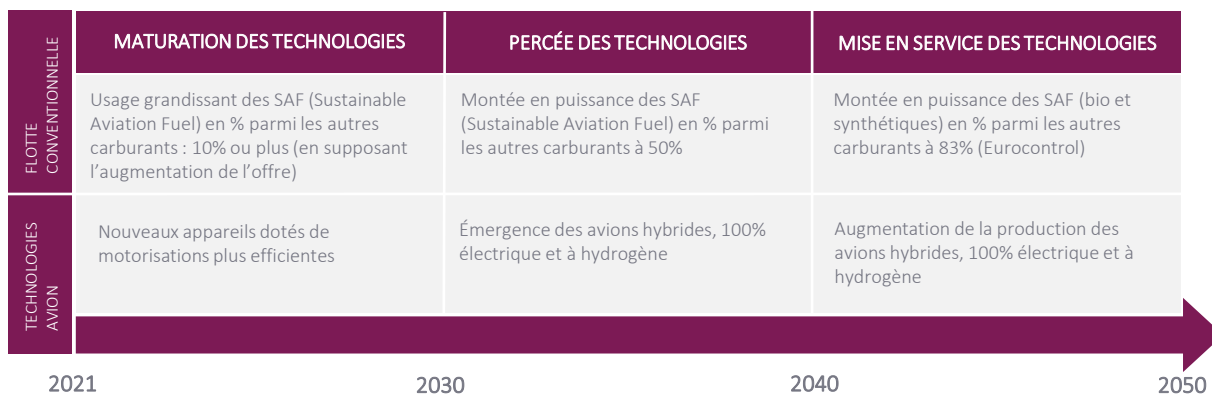 FLOTTE
CONVENTIONNELLE
MATURATION DES TECHNOLOGIES
PERCÉE DES TECHNOLOGIES
MISE EN SERVICE DES TECHNOLOGIES
Usage grandissant des SAF (Sustainable
Aviation Fuel) en % parmi les autres
carburants : 10% ou plus (en supposant
l’augmentation de l’offre)
Montée en puissance des SAF
(Sustainable Aviation Fuel) en % parmi
les autres carburants à 50%
Montée en puissance des SAF (bio et
synthétiques) en % parmi les autres
carburants à 83% (Eurocontrol)
TECHNOLOGIES
AVION
Nouveaux appareils dotés de
motorisations plus efficientes
Émergence des avions hybrides, 100%
électrique et à hydrogène
Augmentation de la production des
avions hybrides, 100% électrique et à
hydrogène
2021
2030
2040
2050